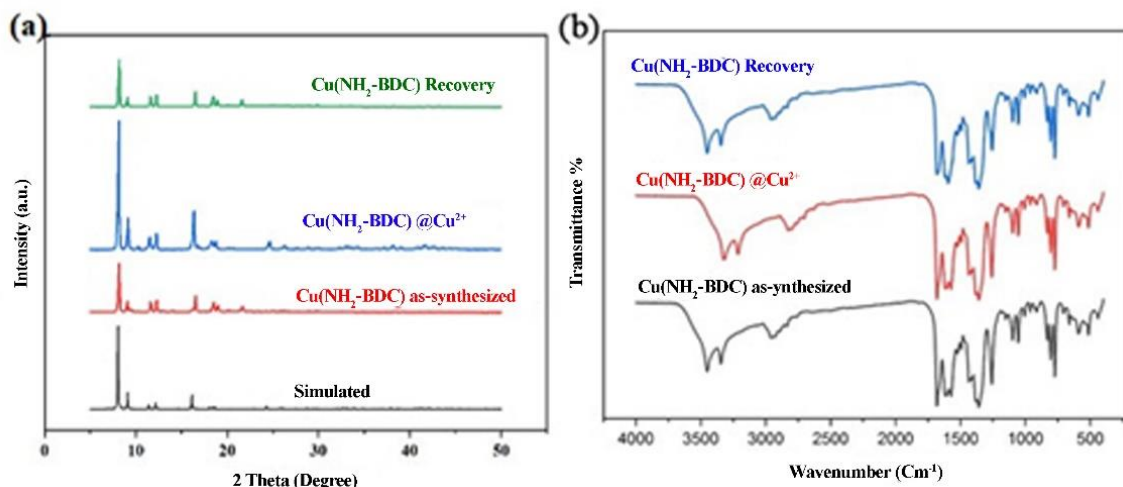 (a)
Cu(NH₂-BDC) Recovery
Cu(NH₂-BDC) @Cu²⁺
Cu(NH₂-BDC) as-synthesized
Simulated
Intensity (a.u.)
0 10 20 30 40 50
2 Theta (Degree)
(b)
Cu(NH₂-BDC) Recovery
Cu(NH₂-BDC) @Cu²⁺
Cu(NH₂-BDC) as-ynthesized
Transmittance %
4000 3500 3000 2500 2000 1500 1000 500
Wavenumber (Cm⁻¹)